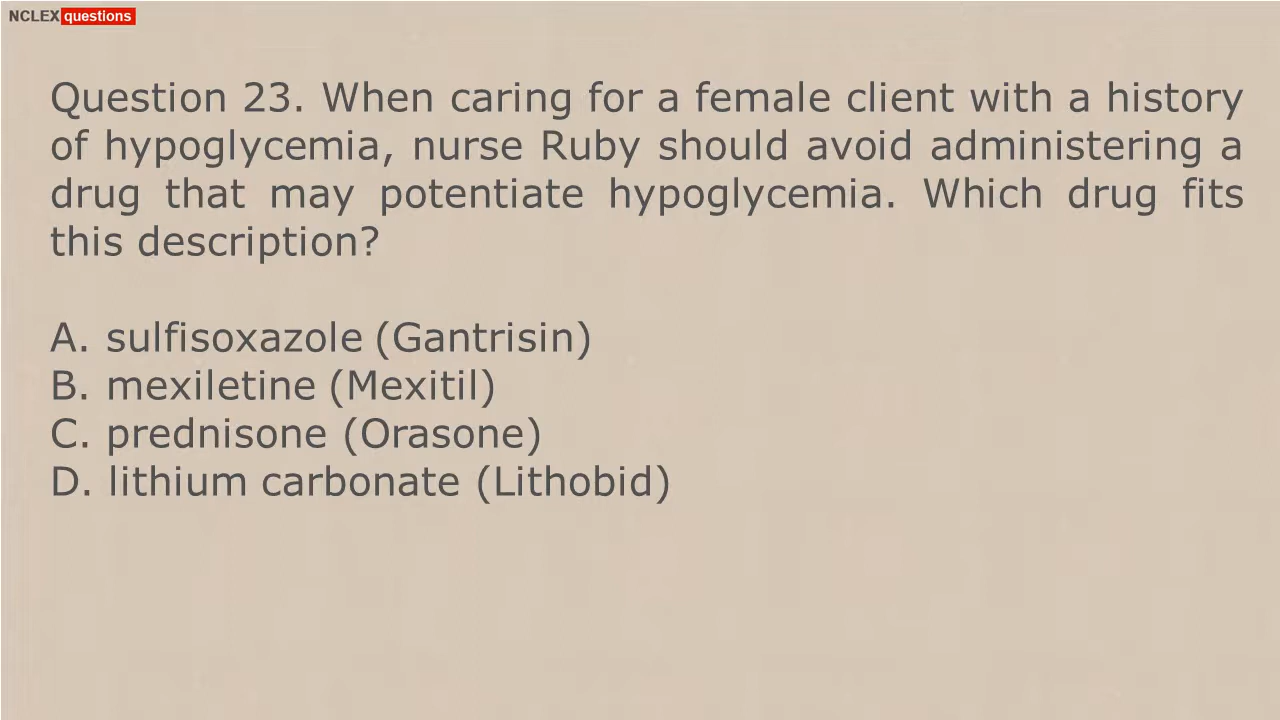 NCLEX questions
Question 23. When caring for a female client with a history
of hypoglycemia, nurse Ruby should avoid administering a
drug that may potentiate hypoglycemia. Which drug fits
this description?
A. sulfisoxazole (Gantrisin)
B. mexiletine (Mexitil)
C. prednisone (Orasone)
D. lithium carbonate (Lithobid)